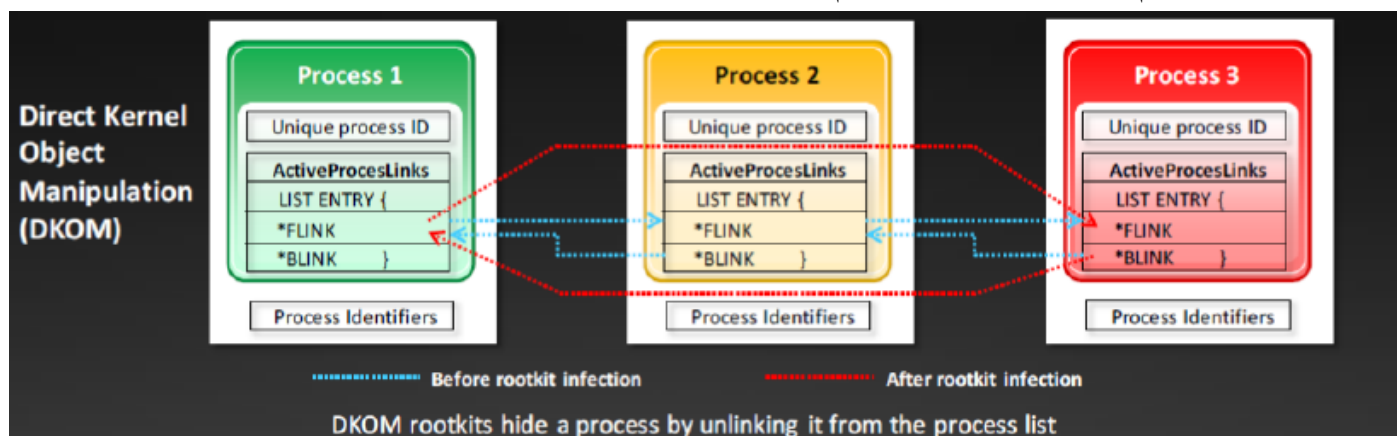 Direct Kernel
Object
Manipulation
(DKOM)
Process 1
Unique process ID
ActiveProcesLinks
LIST ENTRY {
*FLINK
*BLINK }
Process Identifiers
Process 2
Unique process ID
ActiveProcesLinks
LIST ENTRY {
*FLINK
*BLINK }
Process Identifiers
Process 3
Unique process ID
ActiveProcesLinks
LIST ENTRY {
*FLINK
*BLINK }
Process Identifiers
Before rootkit infection
After rootkit infection
DKOM rootkits hide a process by unlinking it from the process list